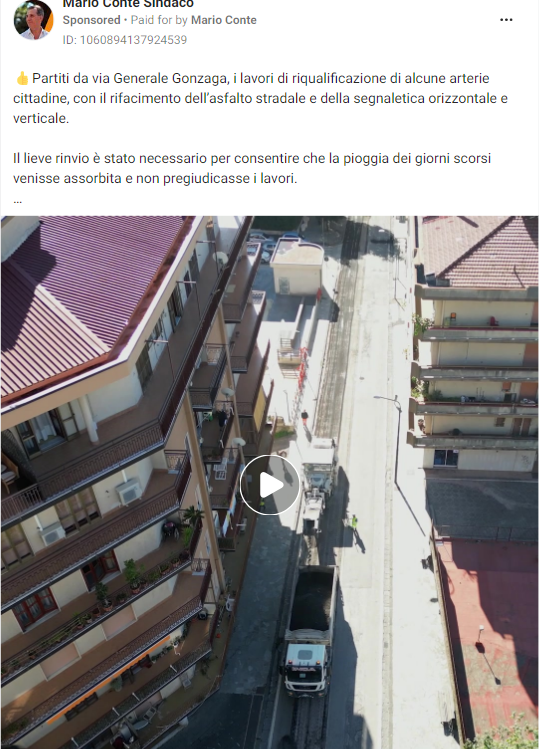 Mario Conte Sindaco
Sponsored • Paid for by Mario Conte
ID: 1060894137924539
👍Partiti da via Generale Gonzaga, i lavori di riqualificazione di alcune arterie
cittadine, con il rifacimento dell'asfalto stradale e della segnaletica orizzontale e
verticale.
Il lieve rinvio è stato necessario per consentire che la pioggia dei giorni scorsi
venisse assorbita e non pregiudicasse i lavori.
...